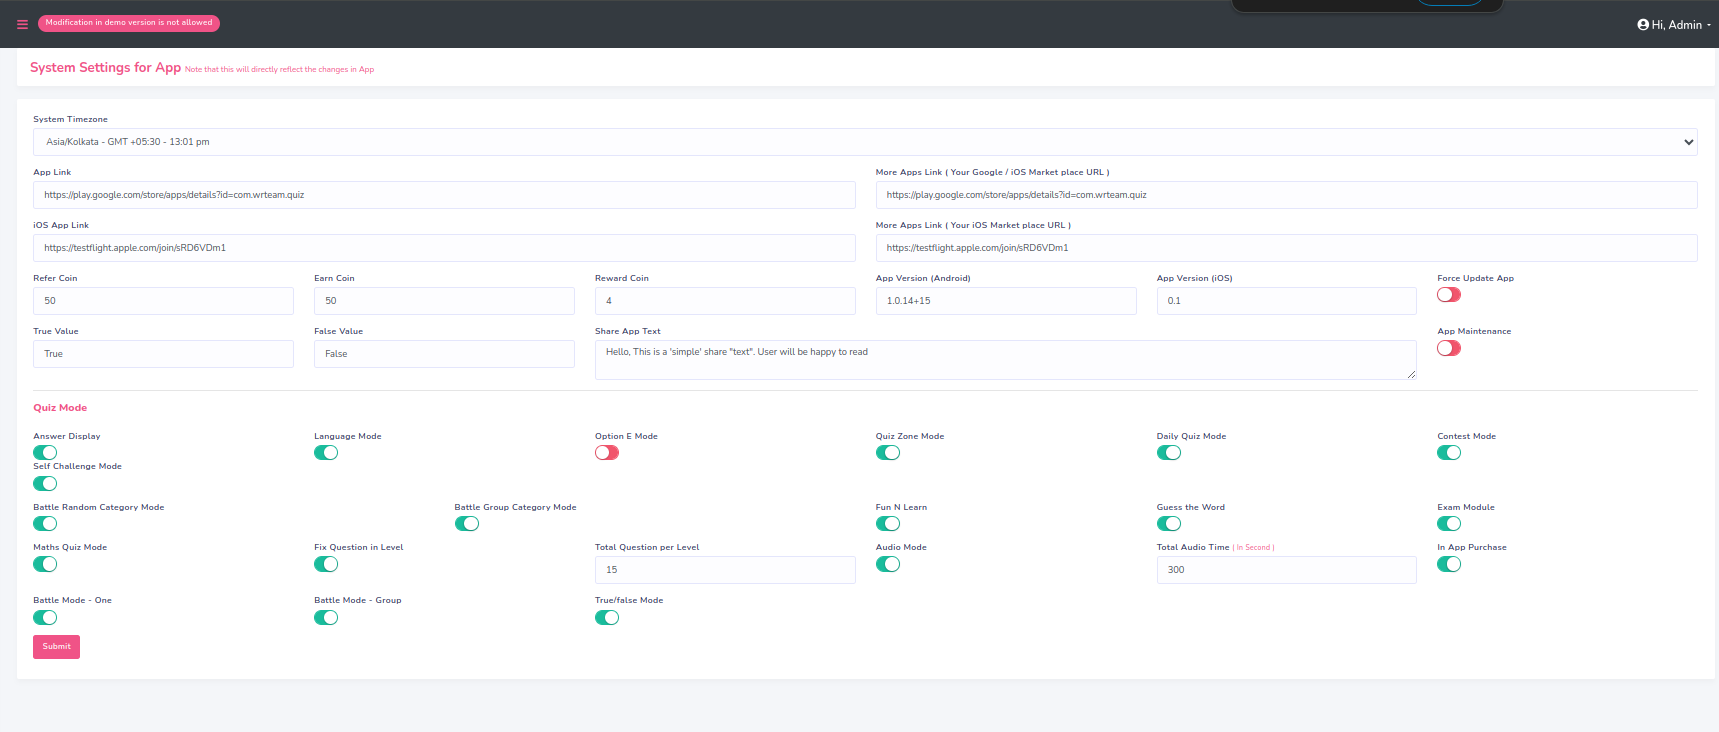 Modification in demo version is not allowed
Hi, Admin
System Settings for App Note that this will directly reflect the changes in App
System Timezone
Asia/Kolkata - GMT +05:30 - 13:01 pm
App Link
More Apps Link ( Your Google / iOS Market place URL )
https://play.google.com/store/apps/details?id=com.wrteam.quiz
https://play.google.com/store/apps/details?id=com.wrteam.quiz
iOS App Link
More Apps Link ( Your iOS Market place URL )
https://testflight.apple.com/join/sRD6VDm1
https://testflight.apple.com/join/sRD6VDm1
Refer Coin
Earn Coin
Reward Coin
App Version (Android)
App Version (iOS)
Force Update App
50
50
4
1.0.14+15
0.1
True Value
False Value
Share App Text
App Maintenance
True
False
Hello, This is a 'simple' share "text". User will be happy to read
Quiz Mode
Answer Display
Language Mode
Option E Mode
Quiz Zone Mode
Daily Quiz Mode
Contest Mode
Self Challenge Mode
Battle Random Category Mode
Battle Group Category Mode
Fun N Learn
Guess the Word
Exam Module
Maths Quiz Mode
Fix Question in Level
Total Question per Level
Audio Mode
Total Audio Time ( In Second )
In App Purchase
15
300
Battle Mode - One
Battle Mode - Group
True/false Mode
Submit